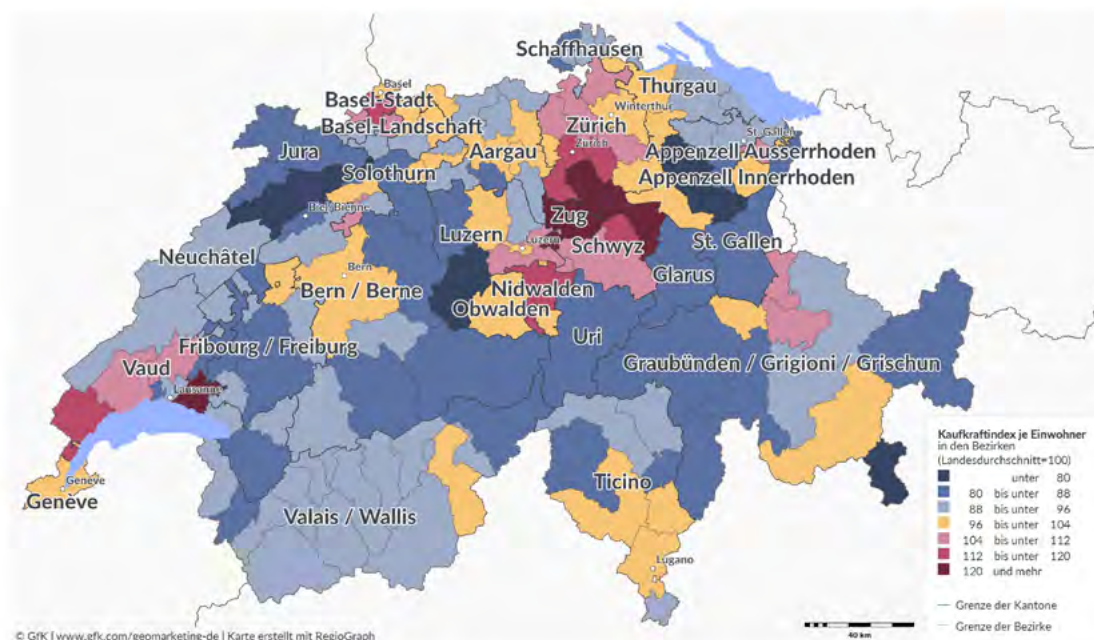 Schaffhausen
Basel
Thurgau
Basel-Stadt
Winterthur
Zürich
Basel-Landschaft
St. Gallen
Zürich
Aargau
Jura
Appenzell Ausserrhoden
Solothurn
Appenzell Innerrhoden
Biel/Bienne
Zug
Luzern
Luzern
Schwyz
St. Gallen
Neuchâtel
Bern
Glarus
Bern / Berne
Nidwalden
Obwalden
Uri
Fribourg / Freiburg
Graubünden / Grigioni / Grischun
Vaud
Lausanne
Genève
Genève
Ticino
Valais / Wallis
Lugano
Kaufkraftindex je Einwohner
in den Bezirken
(Landesdurchschnitt=100)
unter 80
80 bis unter 88
88 bis unter 96
96 bis unter 104
104 bis unter 112
112 bis unter 120
120 und mehr
Grenze der Kantone
Grenze der Bezirke
40 km
© GfK | www.gfk.com/geomarketing-de | Karte erstellt mit RegioGraph